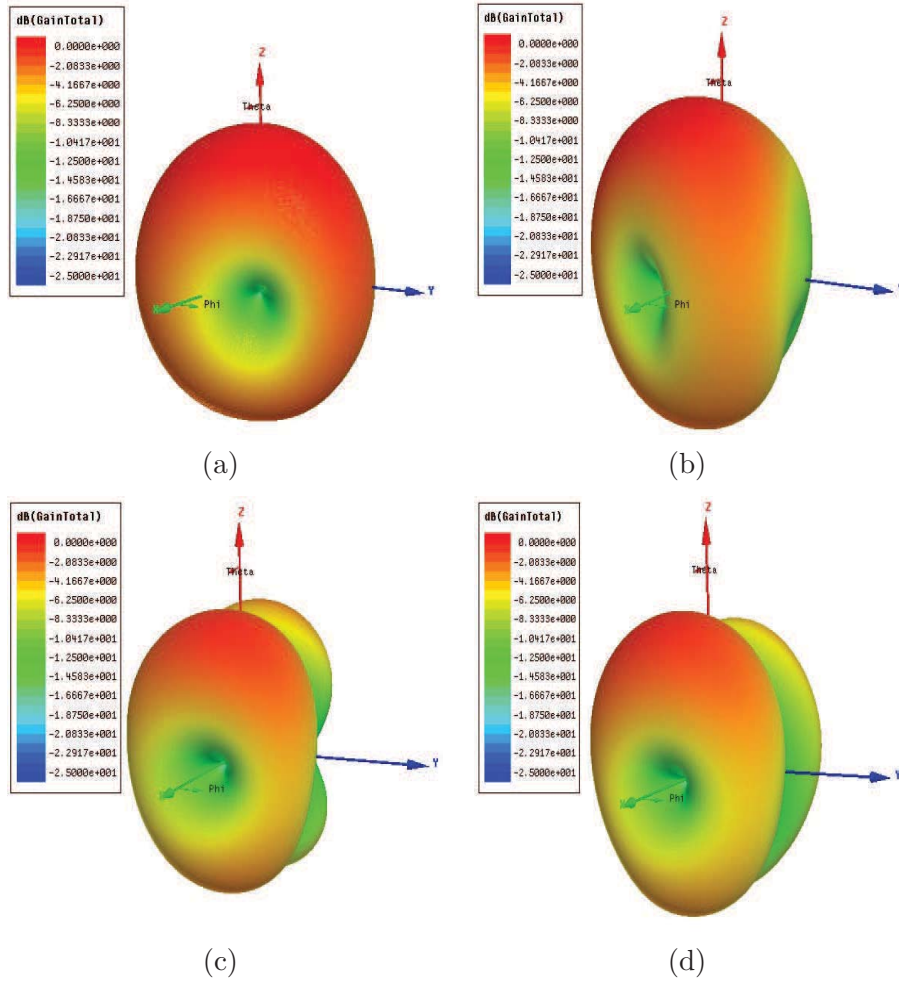 dB(GainTotal)
0.0000e+000
-2.0833e+000
-4.1667e+000
-6.2500e+000
-8.3333e+000
-1.0417e+001
-1.2500e+001
-1.4583e+001
-1.6667e+001
-1.8750e+001
-2.0833e+001
-2.2917e+001
-2.5000e+001
Z
Theta
X
Phi
Y
(a)
dB(GainTotal)
0.0000e+000
-2.0833e+000
-4.1667e+000
-6.2500e+000
-8.3333e+000
-1.0417e+001
-1.2500e+001
-1.4583e+001
-1.6667e+001
-1.8750e+001
-2.0833e+001
-2.2917e+001
-2.5000e+001
Z
Theta
X
Phi
(b)
dB(GainTotal)
0.0000e+000
-2.0833e+000
-4.1667e+000
-6.2500e+000
-8.3333e+000
-1.0417e+001
-1.2500e+001
-1.4583e+001
-1.6667e+001
-1.8750e+001
-2.0833e+001
-2.2917e+001
-2.5000e+001
Z
Theta
X
Phi
Y
(c)
dB(GainTotal)
0.0000e+000
-2.0833e+000
-4.1667e+000
-6.2500e+000
-8.3333e+000
-1.0417e+001
-1.2500e+001
-1.4583e+001
-1.6667e+001
-1.8750e+001
-2.0833e+001
-2.2917e+001
-2.5000e+001
Z
Theta
X
Phi
Y
(d)